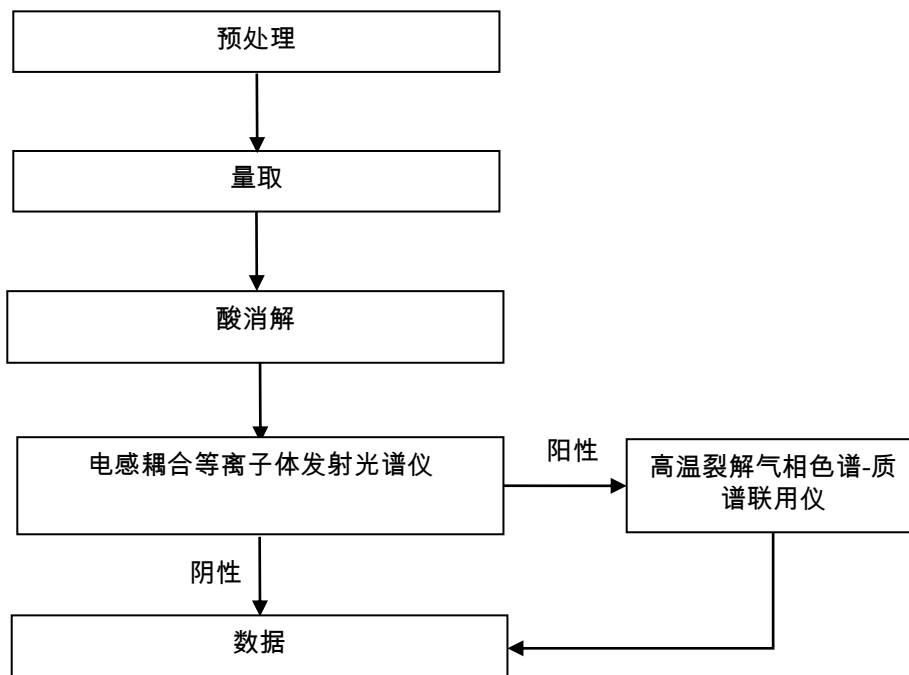 预处理
量取
酸消解
电感耦合等离子体发射光谱仪
阳性
高温裂解气相色谱-质
谱联用仪
阴性
数据